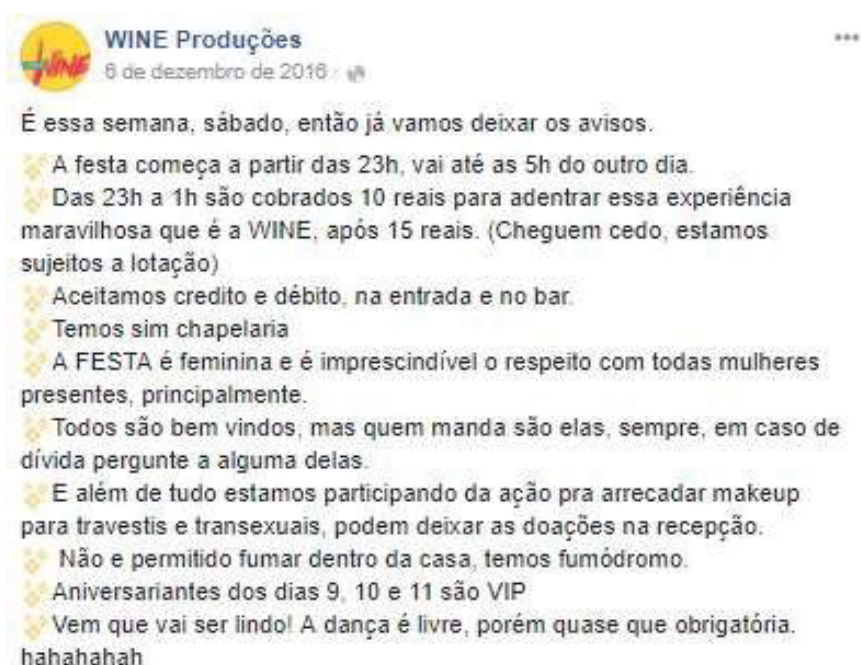 WINE
WINE Produções
6 de dezembro de 2016
É essa semana, sábado, então já vamos deixar os avisos.
A festa começa a partir das 23h, vai até as 5h do outro dia.
Das 23h a 1h são cobrados 10 reais para adentrar essa experiência
maravilhosa que é a WINE, após 15 reais. (Cheguem cedo, estamos
sujeitos a lotação)
Aceitamos credito e débito, na entrada e no bar.
Temos sim chapelaria
A FESTA é feminina e é imprescindível o respeito com todas mulheres
presentes, principalmente.
Todos são bem vindos, mas quem manda são elas, sempre, em caso de
dívida pergunte a alguma delas.
E além de tudo estamos participando da ação pra arrecadar makeup
para travestis e transexuais, podem deixar as doações na recepção.
Não e permitido fumar dentro da casa, temos fumódromo.
Aniversariantes dos dias 9, 10 e 11 são VIP
Vem que vai ser lindo! A dança é livre, porém quase que obrigatória.
hahahahah